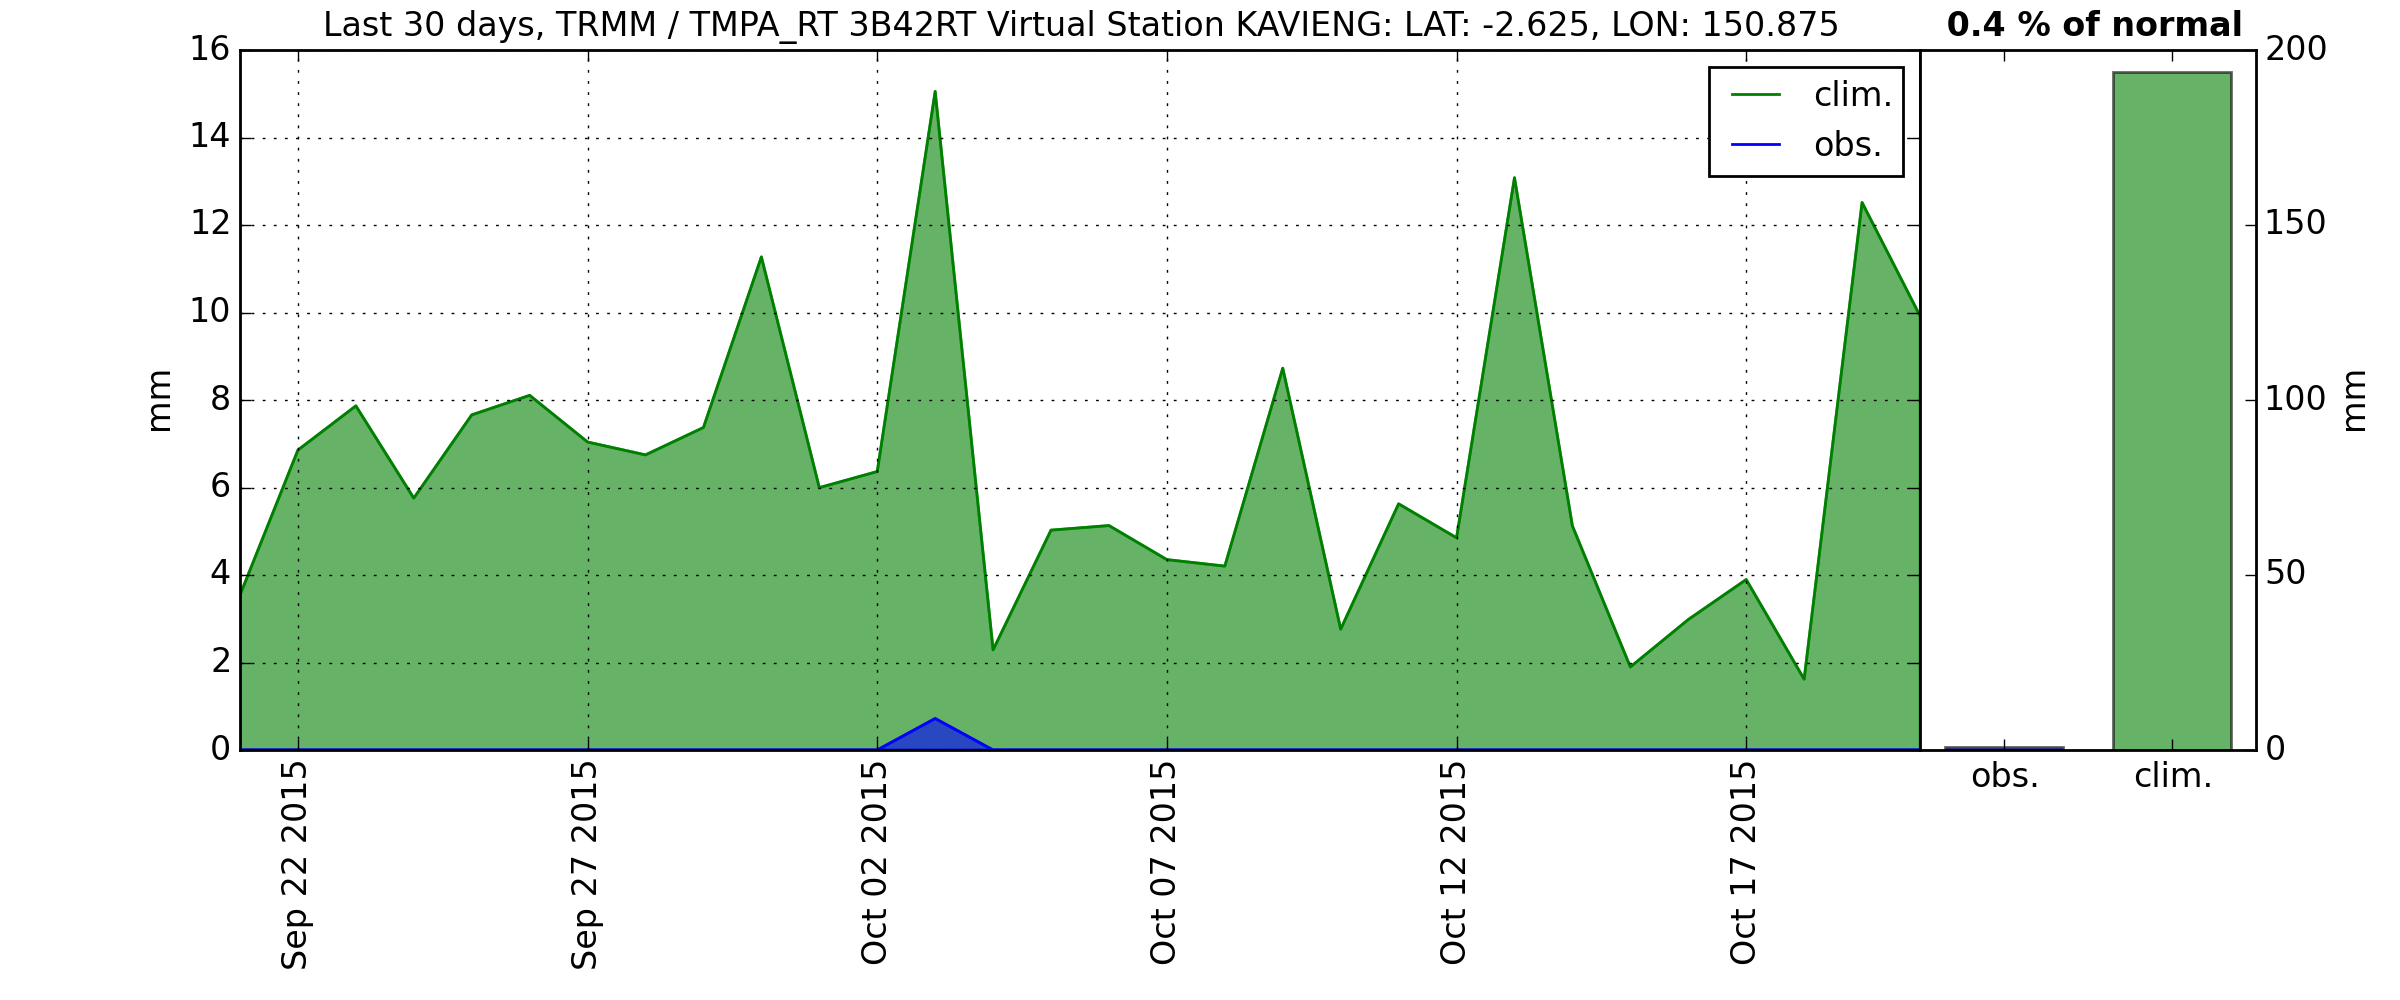 Last 30 days, TRMM / TMPA_RT 3B42RT Virtual Station KAVIENG: LAT: -2.625, LON: 150.875
0.4 % of normal
16
14
12
10
8
6
4
2
0
mm
clim.
obs.
200
150
100
50
0
mm
Sep 22 2015
Sep 27 2015
Oct 02 2015
Oct 07 2015
Oct 12 2015
Oct 17 2015
obs.
clim.